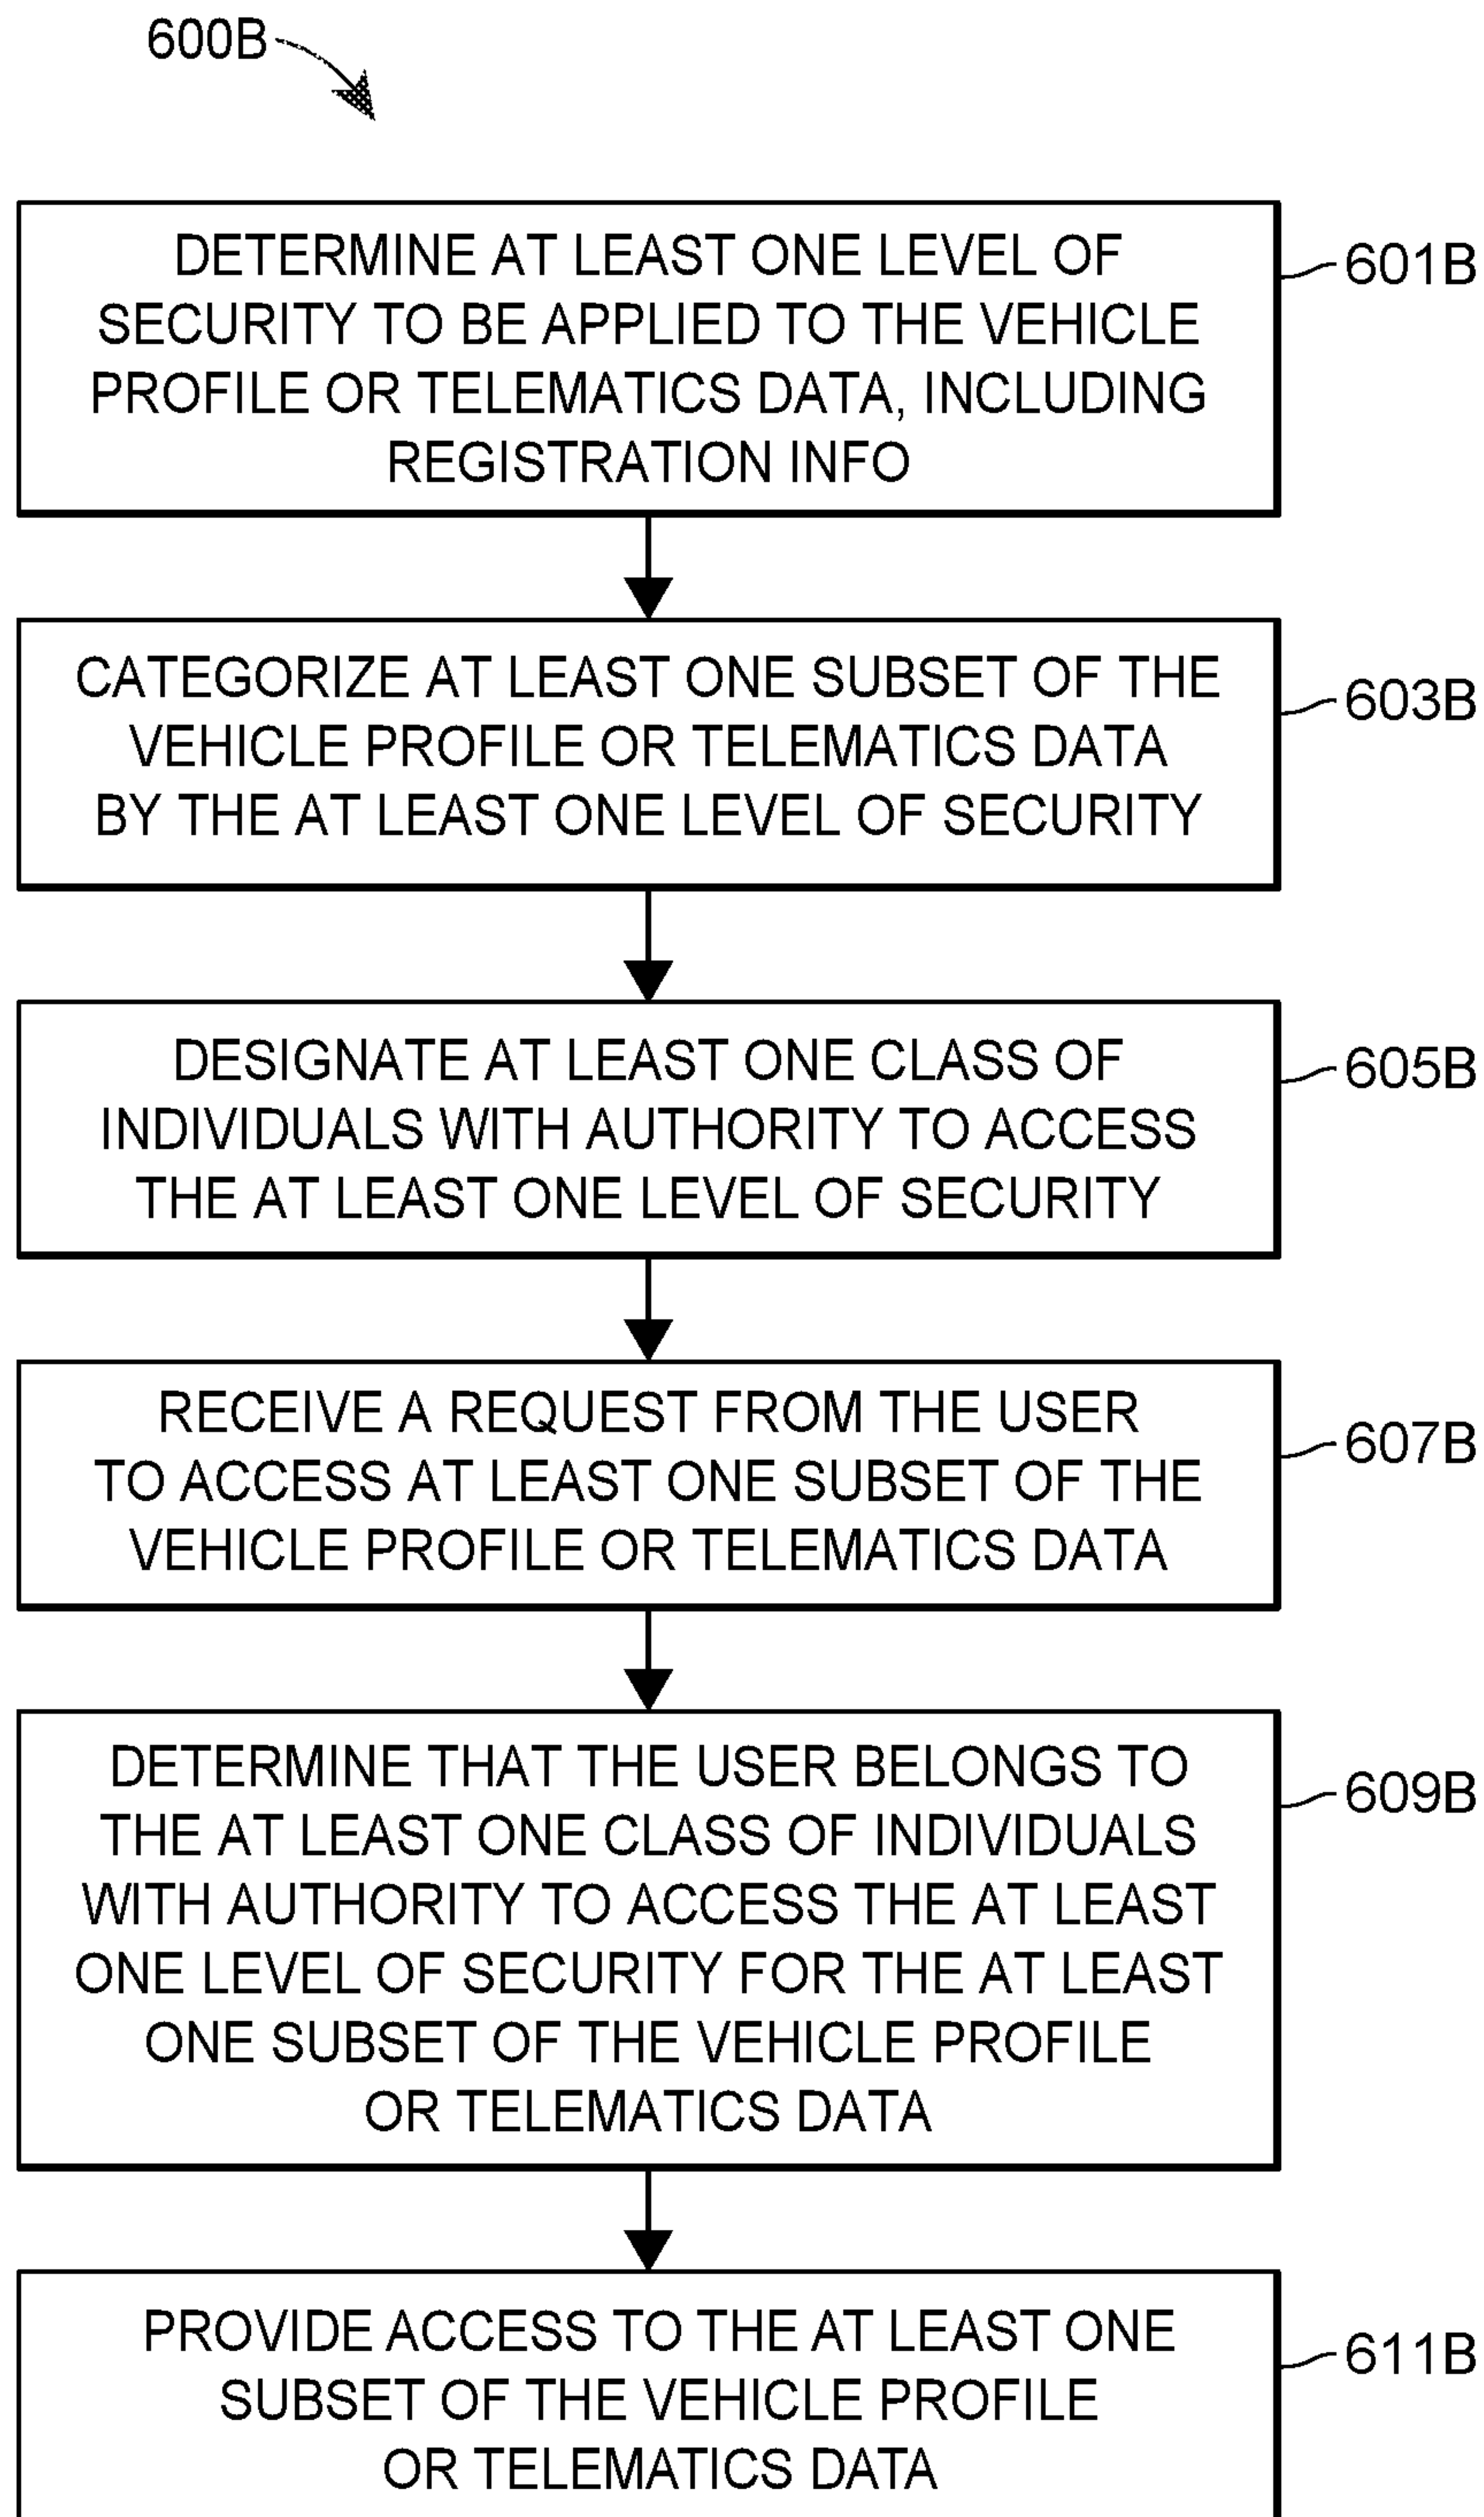 600B
DETERMINE AT LEAST ONE LEVEL OF
SECURITY TO BE APPLIED TO THE VEHICLE
PROFILE OR TELEMATICS DATA, INCLUDING
REGISTRATION INFO
601B
CATEGORIZE AT LEAST ONE SUBSET OF THE
VEHICLE PROFILE OR TELEMATICS DATA
BY THE AT LEAST ONE LEVEL OF SECURITY
603B
DESIGNATE AT LEAST ONE CLASS OF
INDIVIDUALS WITH AUTHORITY TO ACCESS
THE AT LEAST ONE LEVEL OF SECURITY
605B
RECEIVE A REQUEST FROM THE USER
TO ACCESS AT LEAST ONE SUBSET OF THE
VEHICLE PROFILE OR TELEMATICS DATA
607B
DETERMINE THAT THE USER BELONGS TO
THE AT LEAST ONE CLASS OF INDIVIDUALS
WITH AUTHORITY TO ACCESS THE AT LEAST
ONE LEVEL OF SECURITY FOR THE AT LEAST
ONE SUBSET OF THE VEHICLE PROFILE
OR TELEMATICS DATA
609B
PROVIDE ACCESS TO THE AT LEAST ONE
SUBSET OF THE VEHICLE PROFILE
OR TELEMATICS DATA
611B